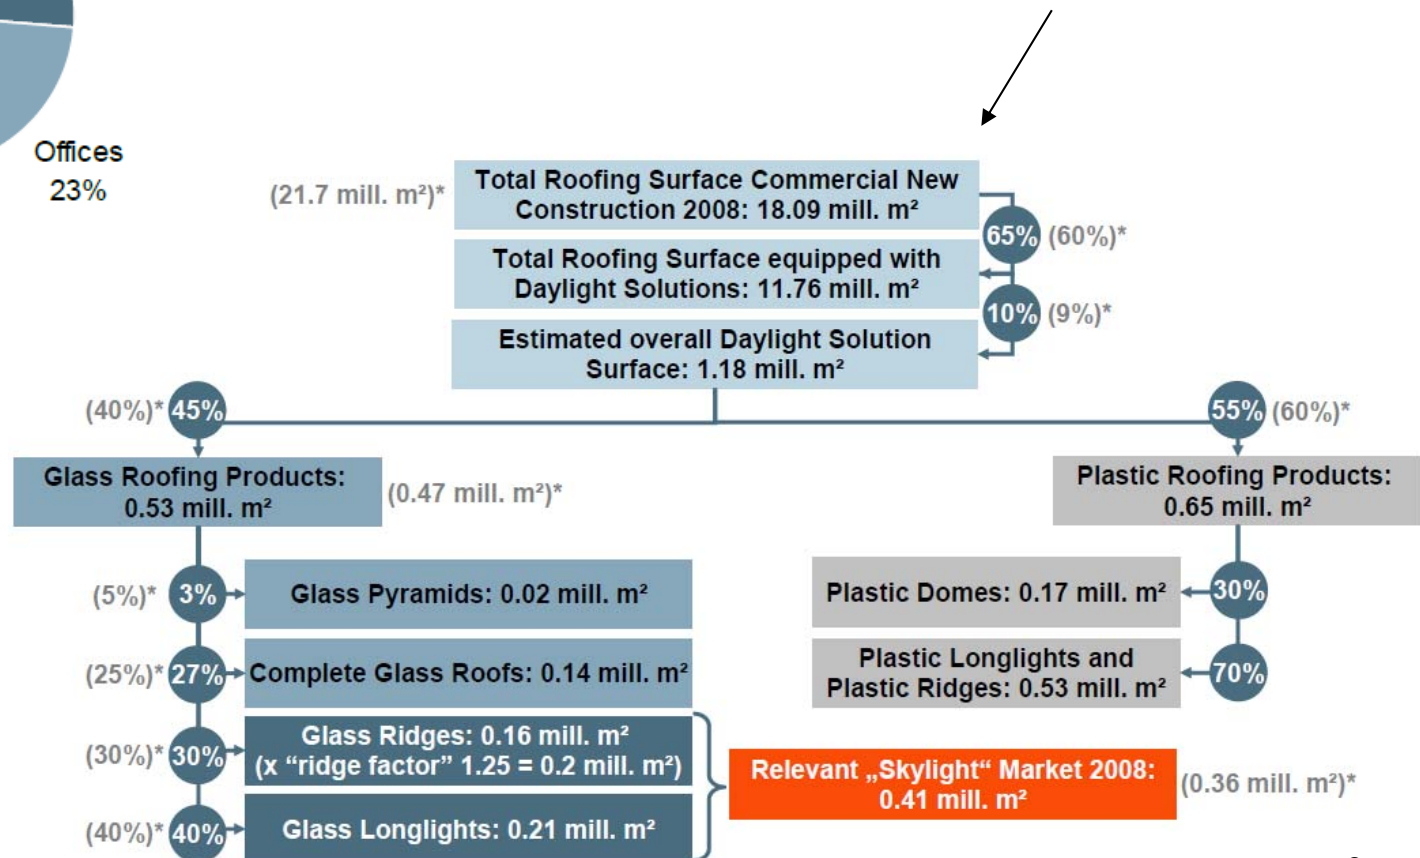 Offices
23%
(21.7 mill. m²)*
Total Roofing Surface Commercial New
Construction 2008: 18.09 mill. m²
65% (60%)*
Total Roofing Surface equipped with
Daylight Solutions: 11.76 mill. m²
10% (9%)*
Estimated overall Daylight Solution
Surface: 1.18 mill. m²
(40%)* 45%
55% (60%)*
Glass Roofing Products:
0.53 mill. m²
(0.47 mill. m²)*
Plastic Roofing Products:
0.65 mill. m²
(5%)* 3%
Glass Pyramids: 0.02 mill. m²
Plastic Domes: 0.17 mill. m²
30%
(25%)* 27%
Complete Glass Roofs: 0.14 mill. m²
Plastic Longlights and
Plastic Ridges: 0.53 mill. m²
70%
(30%)* 30%
Glass Ridges: 0.16 mill. m²
(x “ridge factor” 1.25 = 0.2 mill. m²)
Relevant „Skylight“ Market 2008:
0.41 mill. m²
(0.36 mill. m²)*
(40%)* 40%
Glass Longlights: 0.21 mill. m²